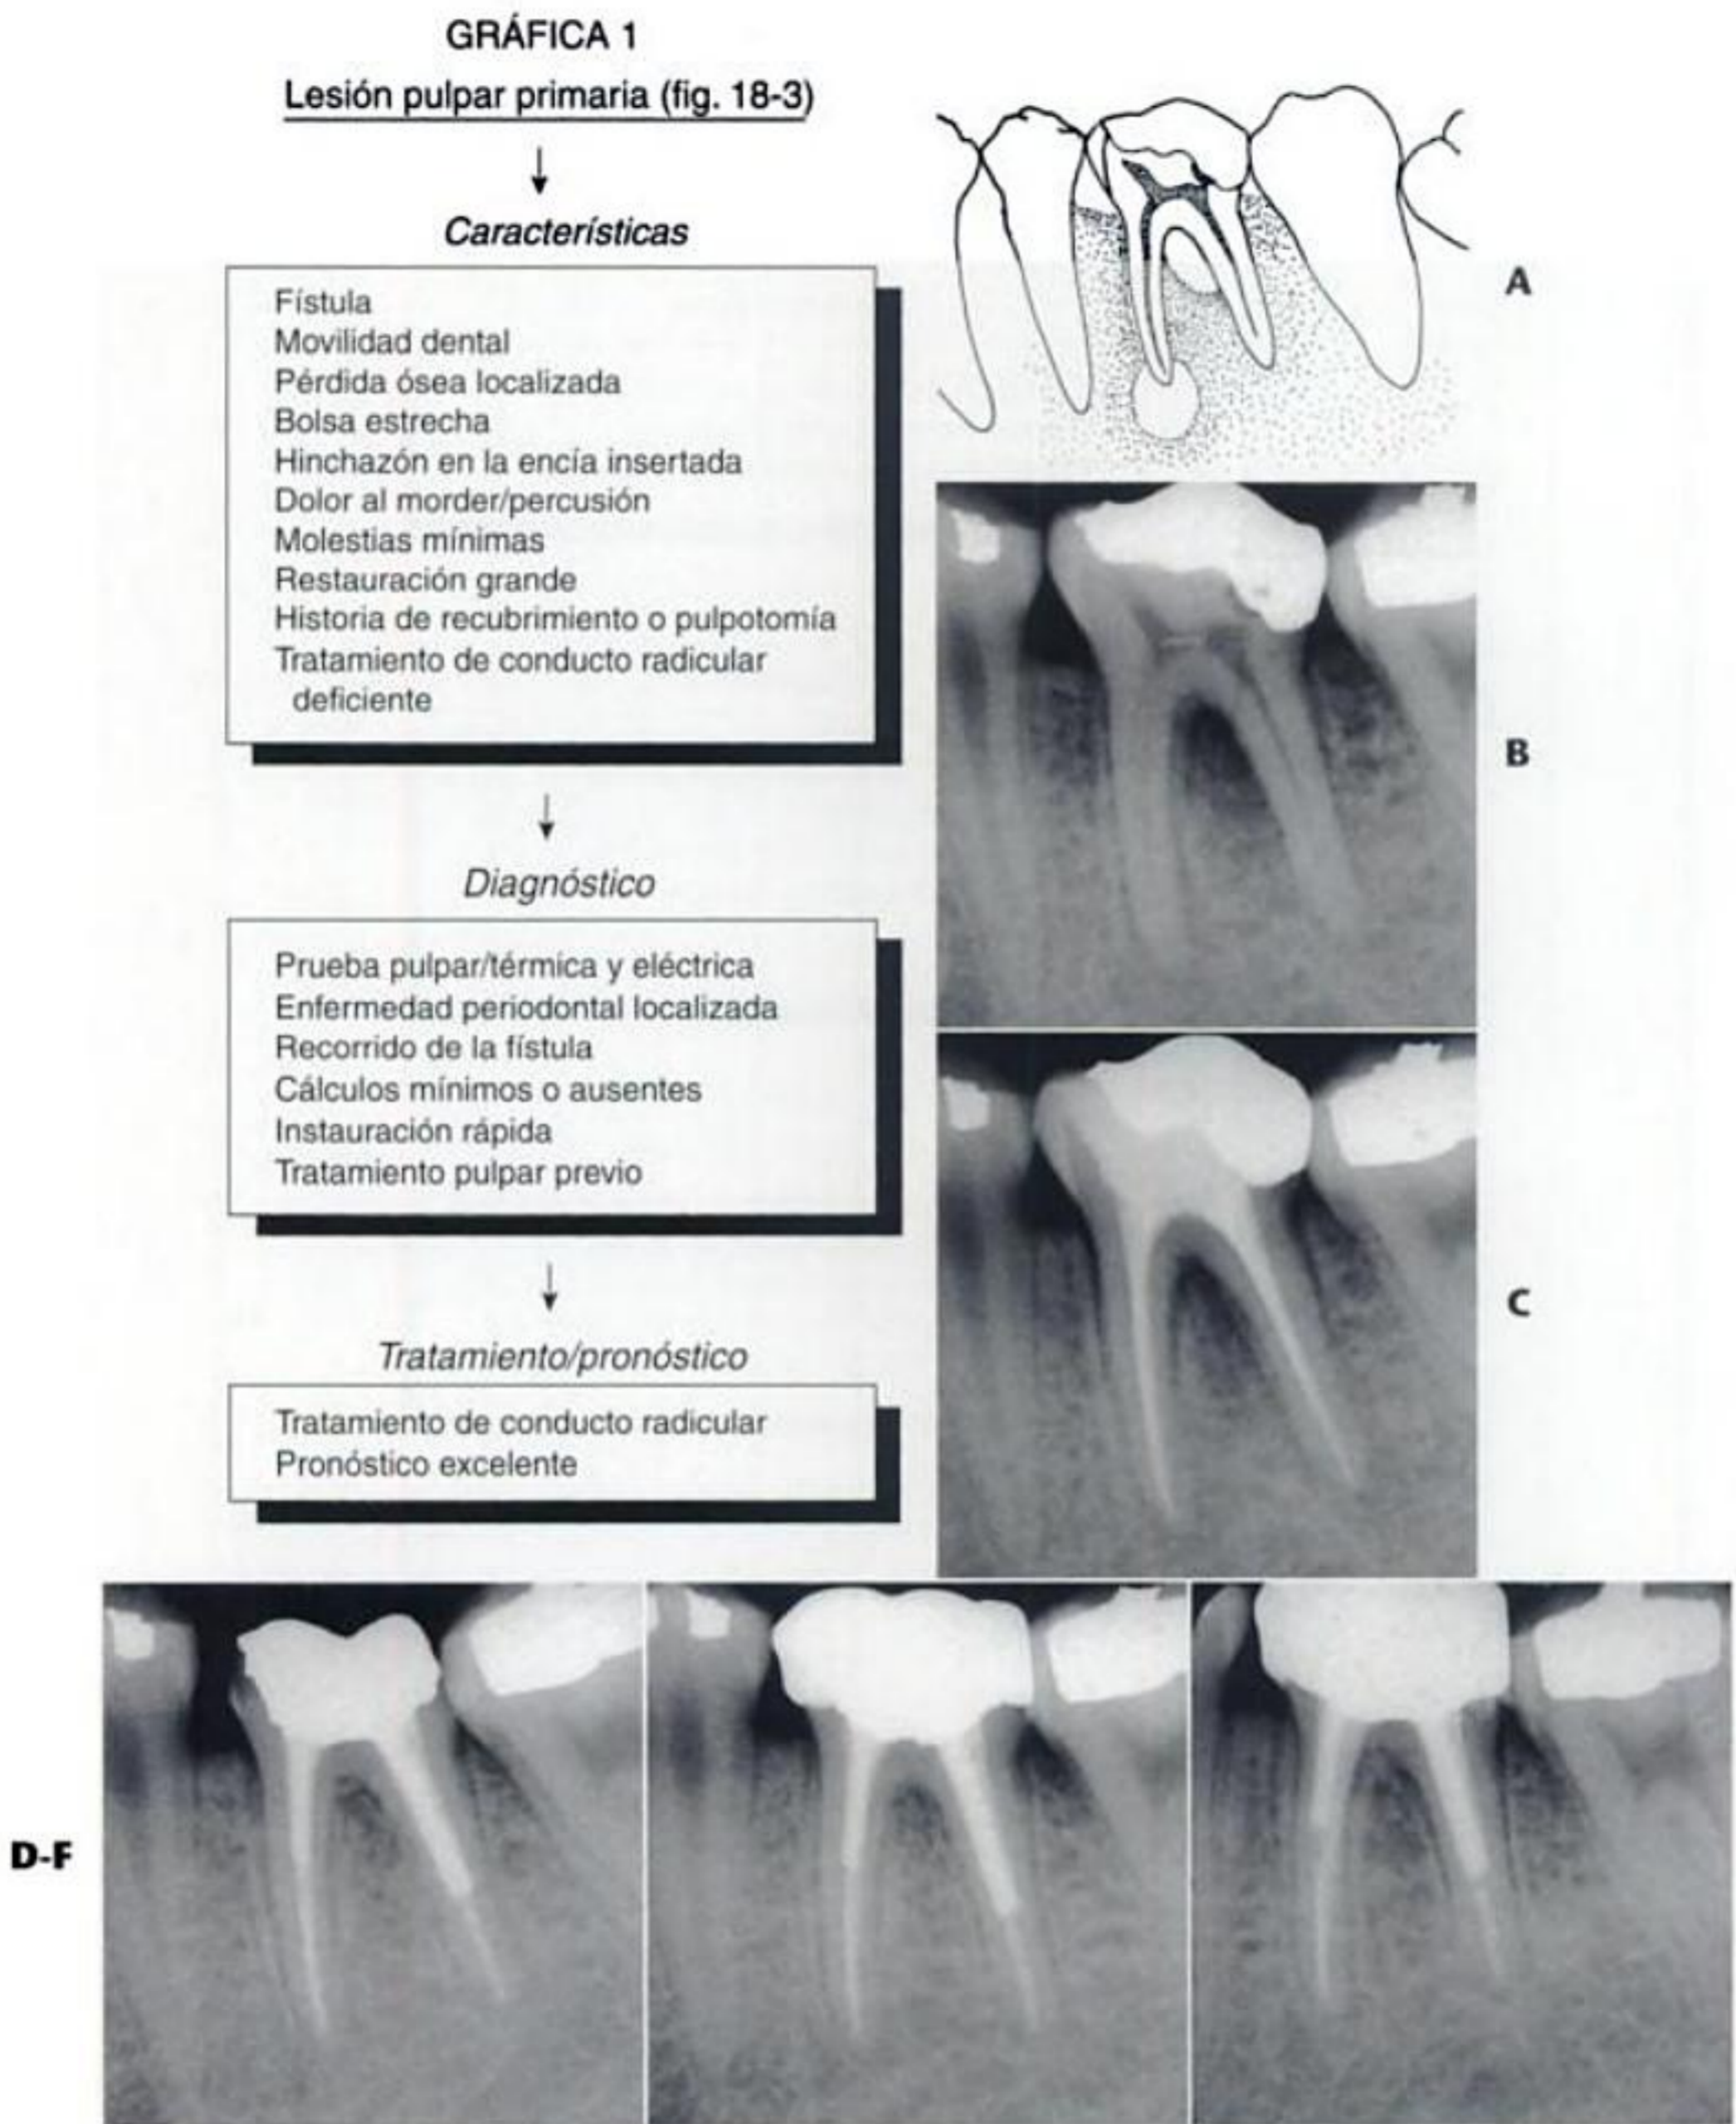 GRÁFICA 1
Lesión pulpar primaria (fig. 18-3)
Características
Fístula
Movilidad dental
Pérdida ósea localizada
Bolsa estrecha
Hinchazón en la encía insertada
Dolor al morder/percusión
Molestias mínimas
Restauración grande
Historia de recubrimiento o pulpotomía
Tratamiento de conducto radicular
deficiente
Diagnóstico
Prueba pulpar/térmica y eléctrica
Enfermedad periodontal localizada
Recorrido de la fístula
Cálculos mínimos o ausentes
Instauración rápida
Tratamiento pulpar previo
Tratamiento/pronóstico
Tratamiento de conducto radicular
Pronóstico excelente
A
B
C
D-F